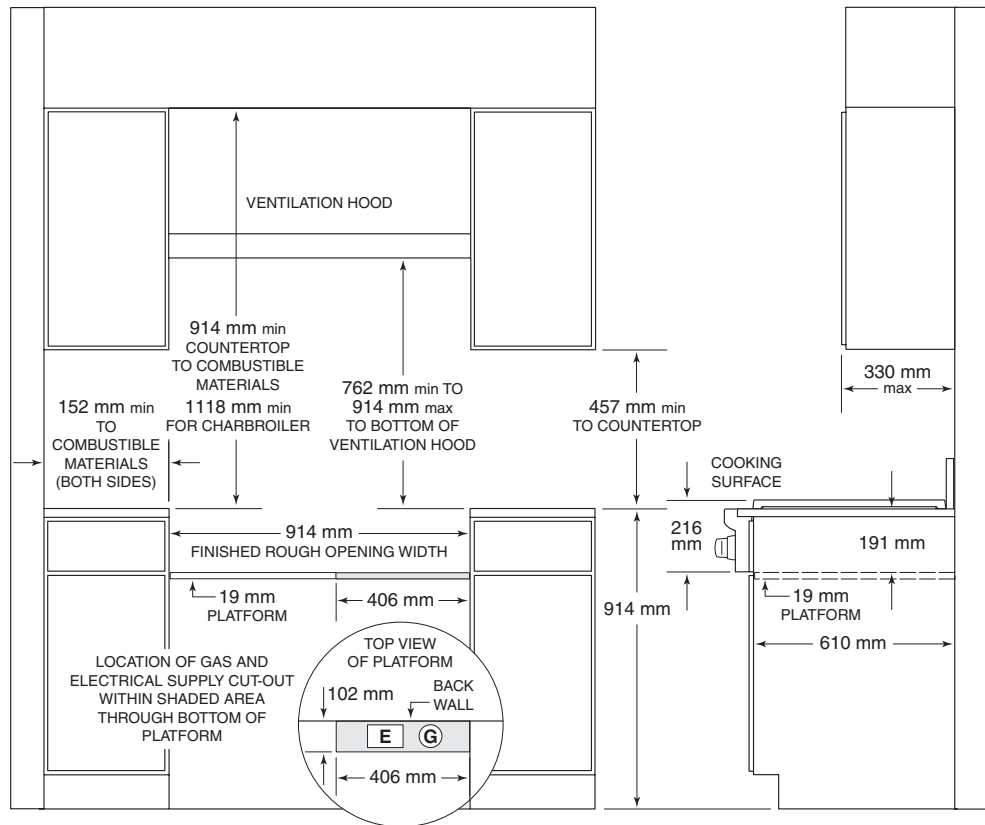 VENTILATION HOOD
914 mm min
COUNTERTOP
TO COMBUSTIBLE
MATERIALS
1118 mm min
FOR CHARBROILER
762 mm min TO
914 mm max
TO BOTTOM OF
VENTILATION HOOD
152 mm min
TO
COMBUSTIBLE
MATERIALS
(BOTH SIDES)
457 mm min
TO COUNTERTOP
330 mm
max
COOKING
SURFACE
914 mm
FINISHED ROUGH OPENING WIDTH
216
mm
191 mm
19 mm
PLATFORM
406 mm
914 mm
19 mm
PLATFORM
610 mm
LOCATION OF GAS AND
ELECTRICAL SUPPLY CUT-OUT
WITHIN SHADED AREA
THROUGH BOTTOM OF
PLATFORM
TOP VIEW
OF PLATFORM
102 mm
BACK
WALL
E
G
406 mm